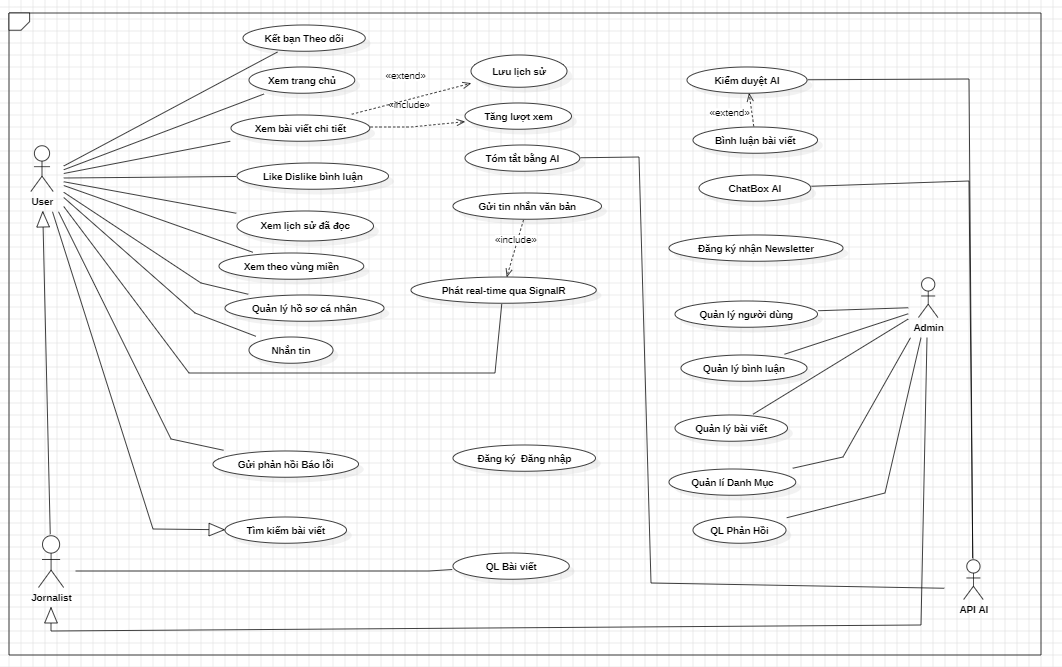 Kết bạn Theo dõi
Xem trang chủ
«extend»
Lưu lịch sử
Kiểm duyệt AI
«include»
Xem bài viết chi tiết
Tăng lượt xem
«extend»
Bình luận bài viết
Tóm tắt bằng AI
Like Dislike bình luận
ChatBox AI
User
Gửi tin nhắn văn bản
Xem lịch sử đã đọc
«include»
Đăng ký nhận Newsletter
Xem theo vùng miền
Phát real-time qua SignalR
Quản lý hồ sơ cá nhân
Quản lý người dùng
Admin
Nhắn tin
Quản lý bình luận
Quản lý bài viết
Gửi phản hồi Báo lỗi
Đăng ký  Đăng nhập
Quản lí Danh Mục
Tìm kiếm bài viết
QL Phản Hồi
QL Bài viết
Jornalist
API AI